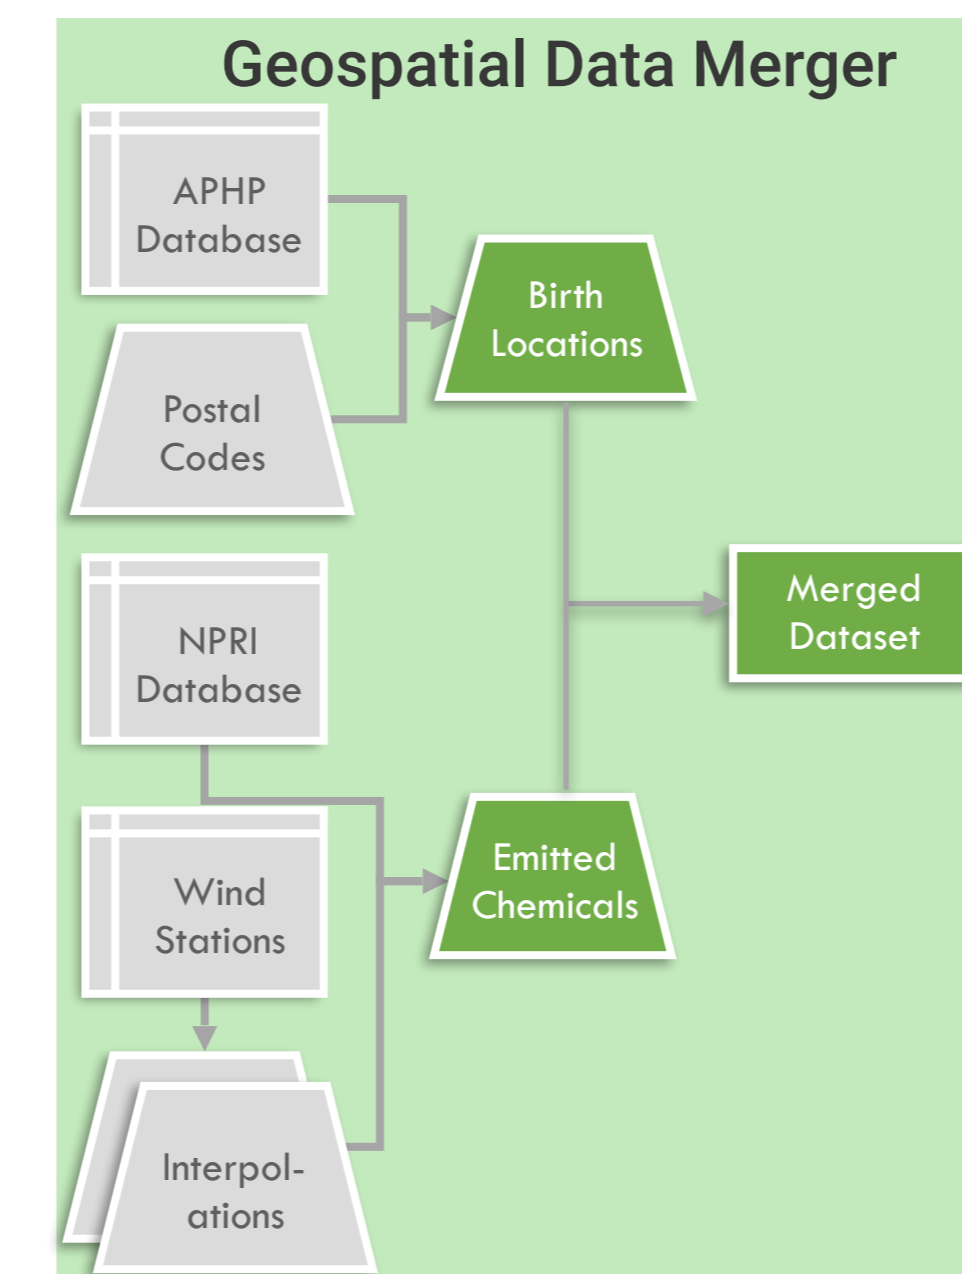 Geospatial Data Merger
APHP
Database
Birth
Locations
Postal
Codes
Merged
Dataset
NPRI
Database
Emitted
Chemicals
Wind
Stations
Interpol-
ations